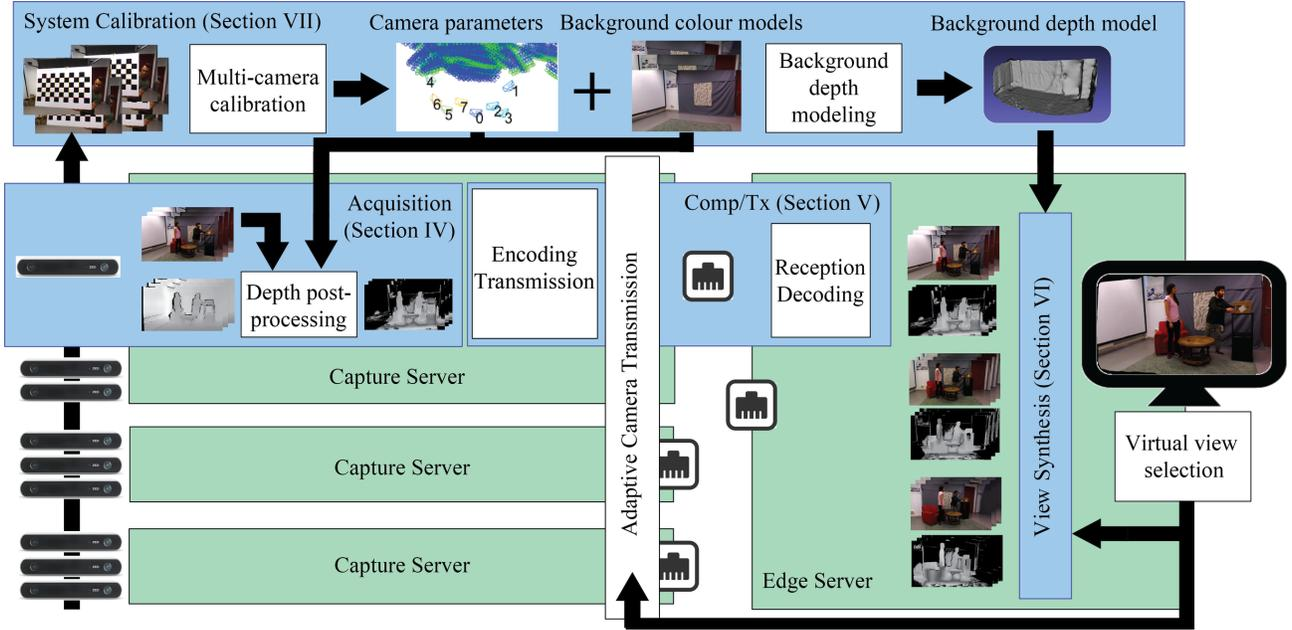 System Calibration (Section VII)
Camera parameters
Background colour models
Background depth model
Multi-camera
calibration
4
1
6
5
7
0
2
3
Background
depth
modeling
Acquisition
(Section IV)
Depth post-
processing
Encoding
Transmission
Comp/Tx (Section V)
Reception
Decoding
Adaptive Camera Transmission
View Synthesis (Section VI)
Capture Server
Capture Server
Capture Server
Edge Server
Virtual view
selection